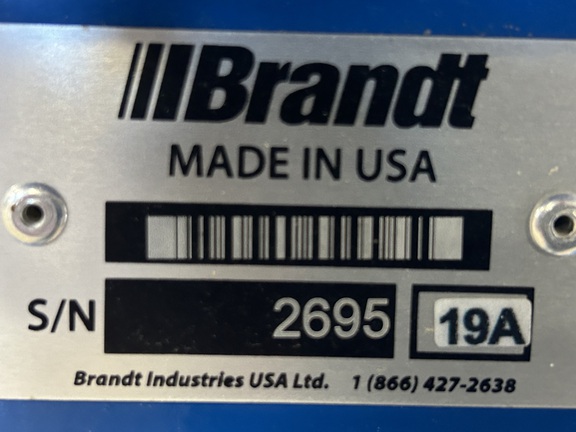 Brandt
MADE IN USA
S/N 2695 19A
Brandt Industries USA Ltd. 1 (866) 427-2638